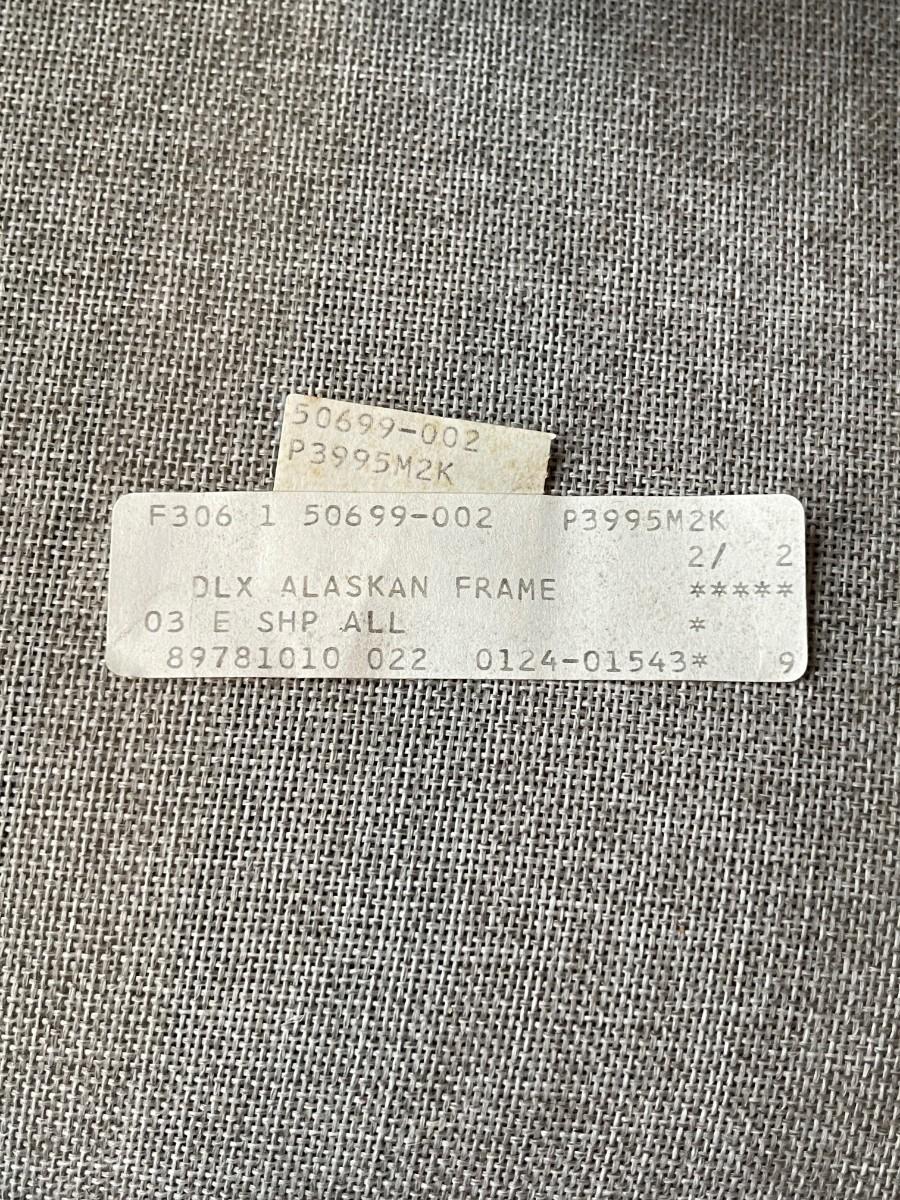 50699-002
P3995M2K
F306 1 50699-002 P3995M2K
2/ 2
DLX ALASKAN FRAME *****
03 E SHP ALL *
89781010 022 0124-01543* 9